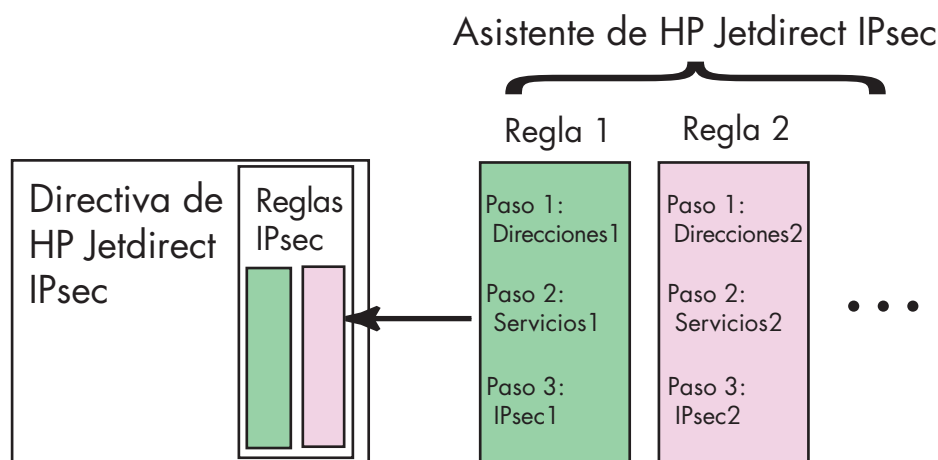 Asistente de HP Jetdirect IPsec
Regla 1
Regla 2
Directiva de
HP Jetdirect
IPsec
Reglas
IPsec
Paso 1:
Direcciones1
Paso 2:
Servicios1
Paso 3:
IPsec1
Paso 1:
Direcciones2
Paso 2:
Servicios2
Paso 3:
IPsec2